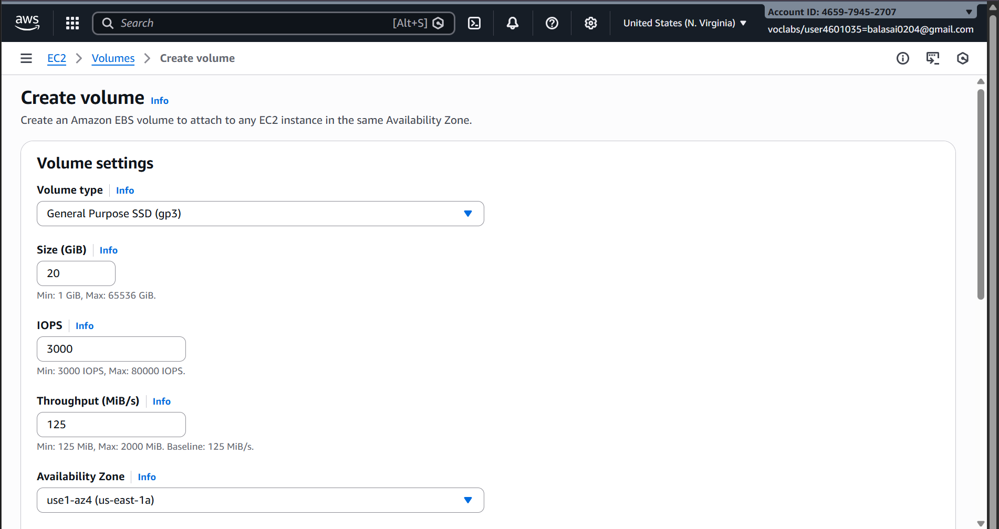 aws
Search [Alt+S]
United States (N. Virginia)
Account ID: 4659-7945-2707
voclabs/user4601035=balasai0204@gmail.com
EC2 Volumes Create volume
Create volume Info
Create an Amazon EBS volume to attach to any EC2 instance in the same Availability Zone.
Volume settings
Volume type Info
General Purpose SSD (gp3)
Size (GiB) Info
20
Min: 1 GiB, Max: 65536 GiB.
IOPS Info
3000
Min: 3000 IOPS, Max: 80000 IOPS.
Throughput (MiB/s) Info
125
Min: 125 MiB, Max: 2000 MiB. Baseline: 125 MiB/s.
Availability Zone Info
use1-az4 (us-east-1a)